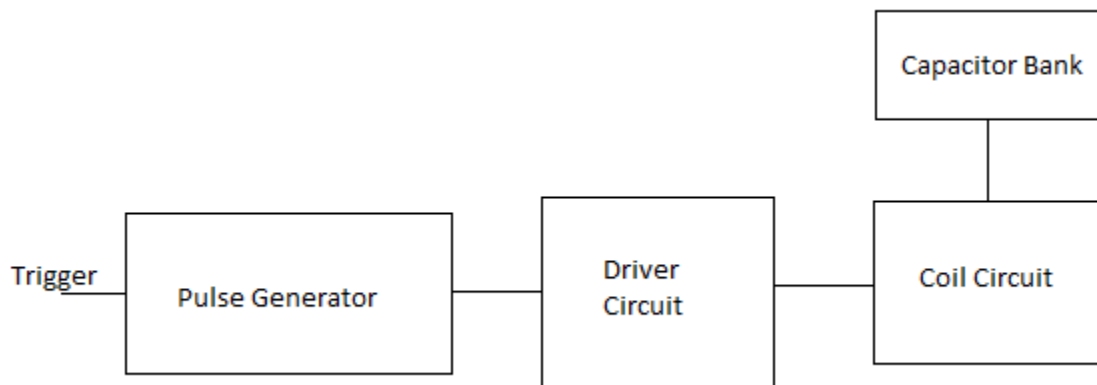 Capacitor Bank
Trigger
Pulse Generator
Driver
Circuit
Coil Circuit